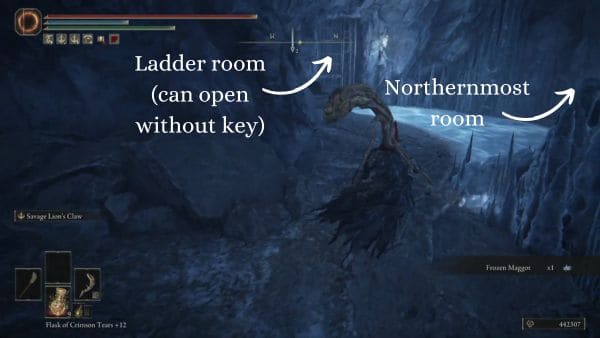 W N
2
Ladder room
(can open
without key)
Northernmost
room
Savage Lion's Claw
Frozen Maggot x1
Flask of Crimson Tears +12
442307